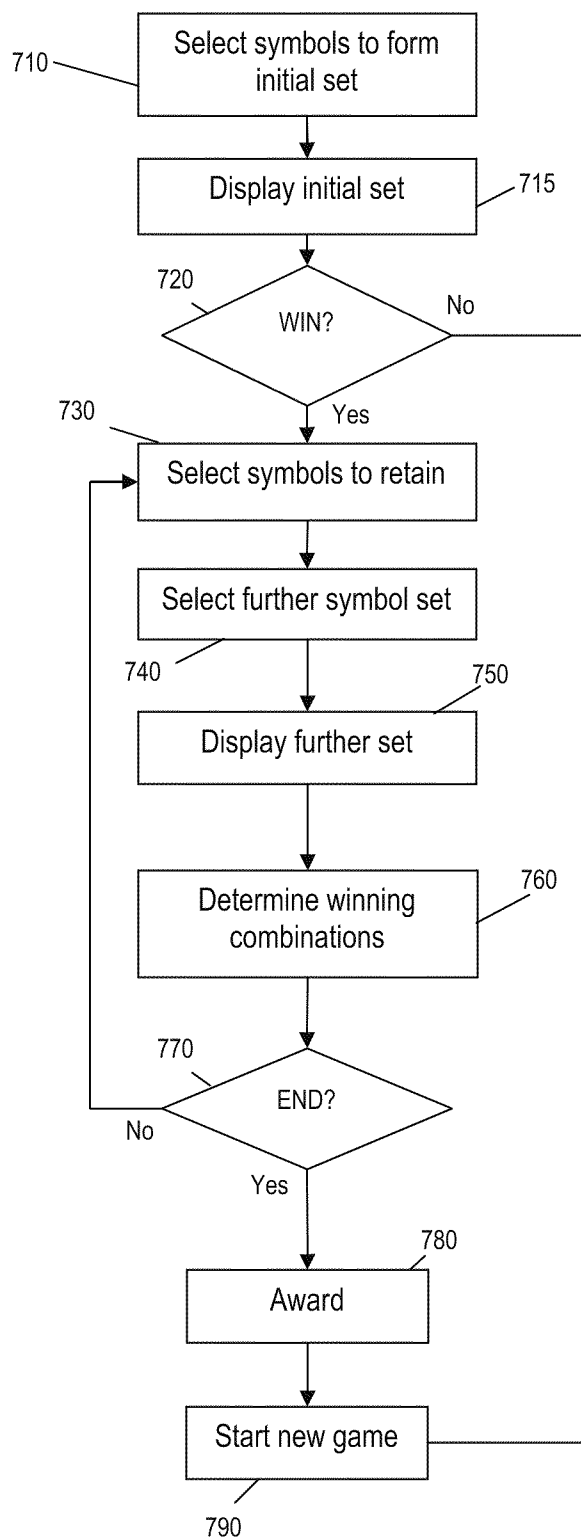 Select symbols to form
initial set
710
Display initial set
715
720
WIN?
No
Yes
730
Select symbols to retain
Select further symbol set
740
750
Display further set
Determine winning
combinations
760
770
END?
No
Yes
780
Award
Start new game
790